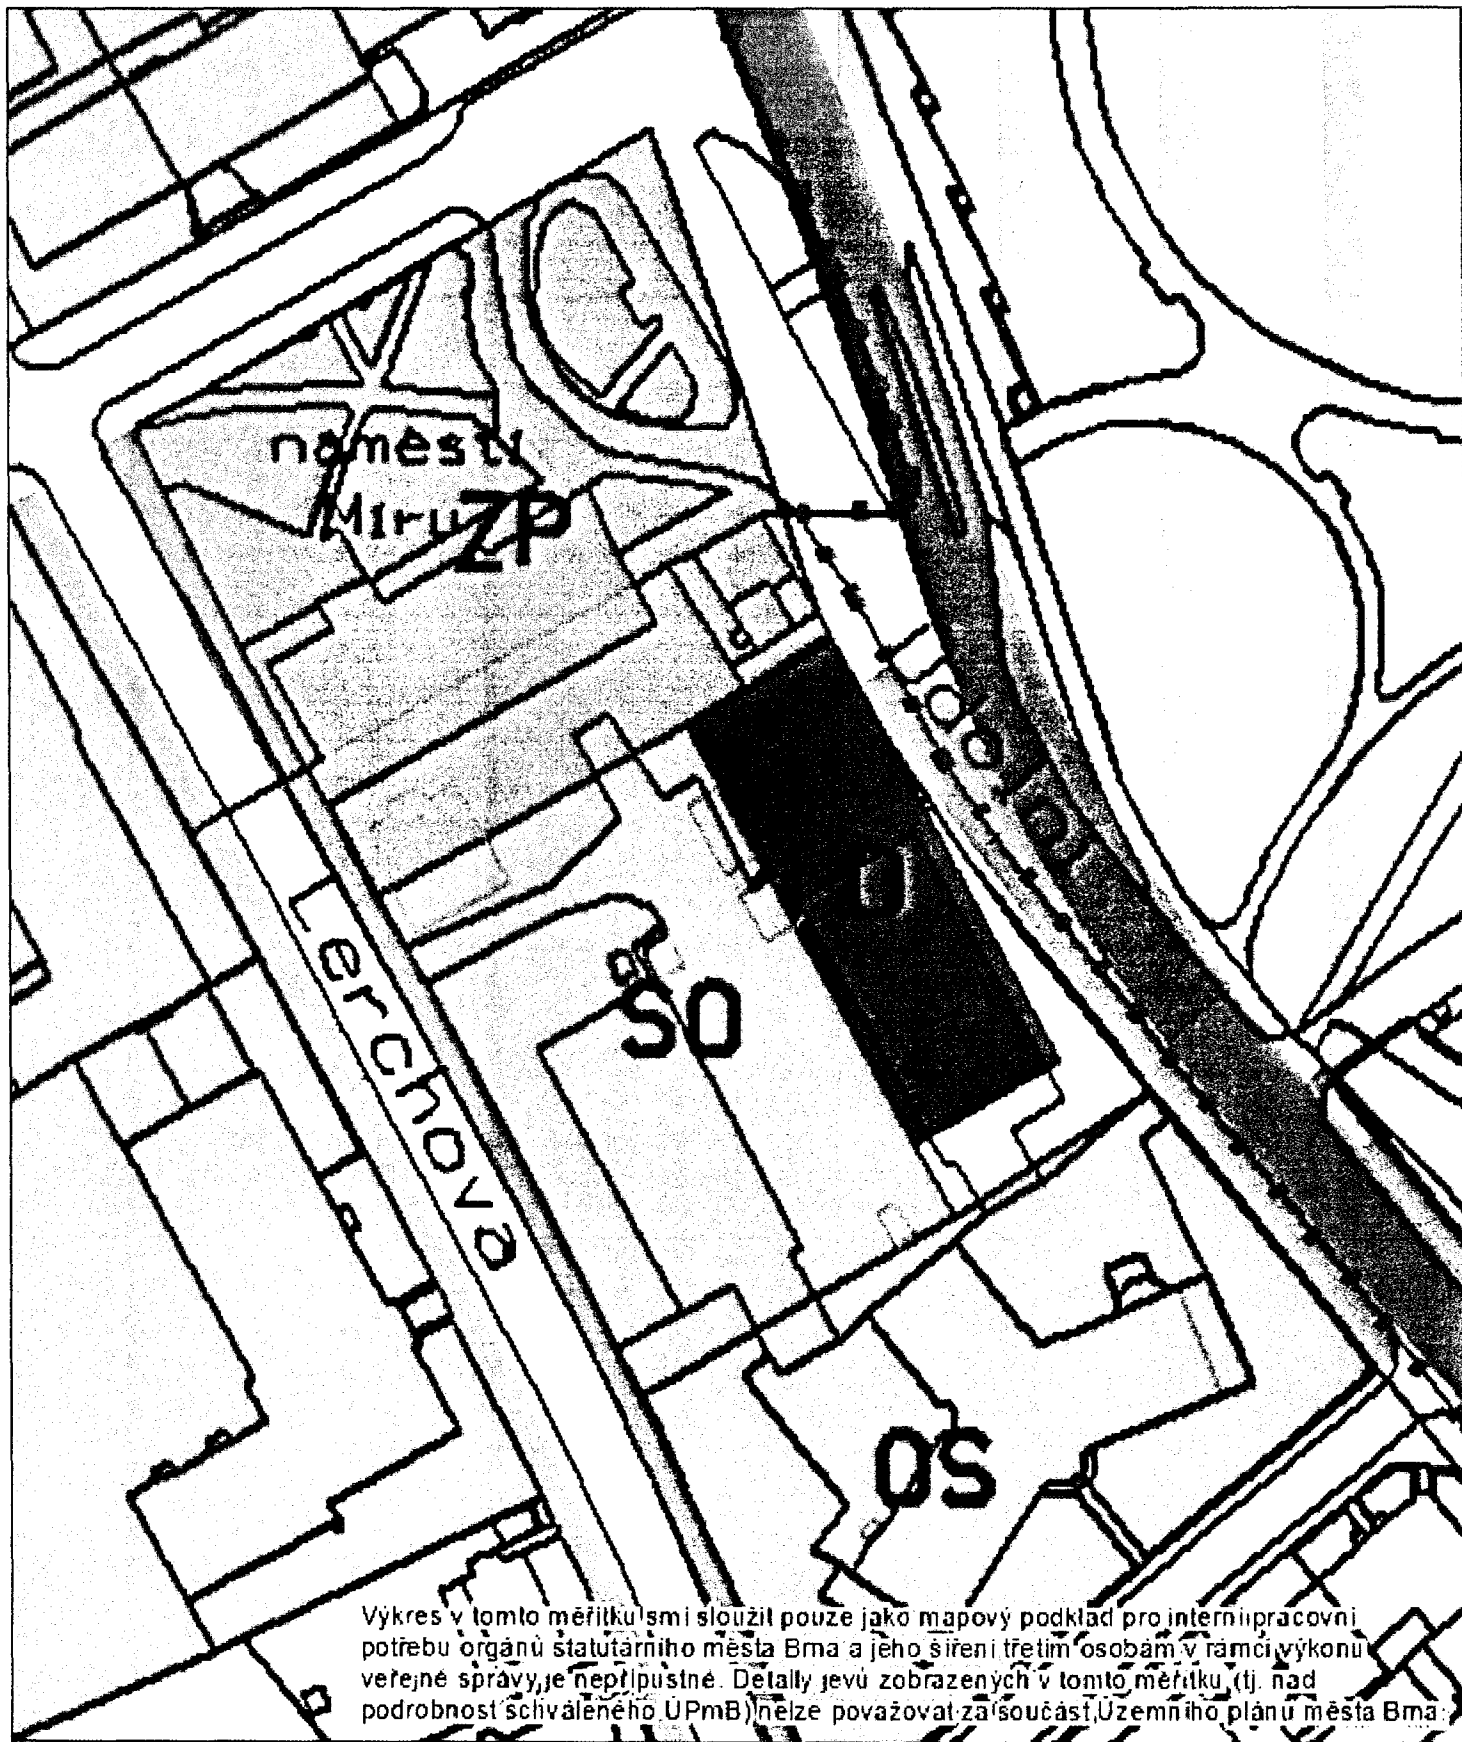 náměstí
Míru
ZP
Údolní
O
SO
Lerchova
SO
Výkres v tomto měřítku smí sloužit pouze jako mapový podklad pro interní pracovní
potřebu orgánů statutárního města Brna a jeho šíření třetím osobám v rámci výkonu
veřejné správy je nepřípustné. Detaily jevů zobrazených v tomto měřítku (tj. nad
podrobnost schváleného ÚPmB) nelze považovat za součást Územního plánu města Brna.